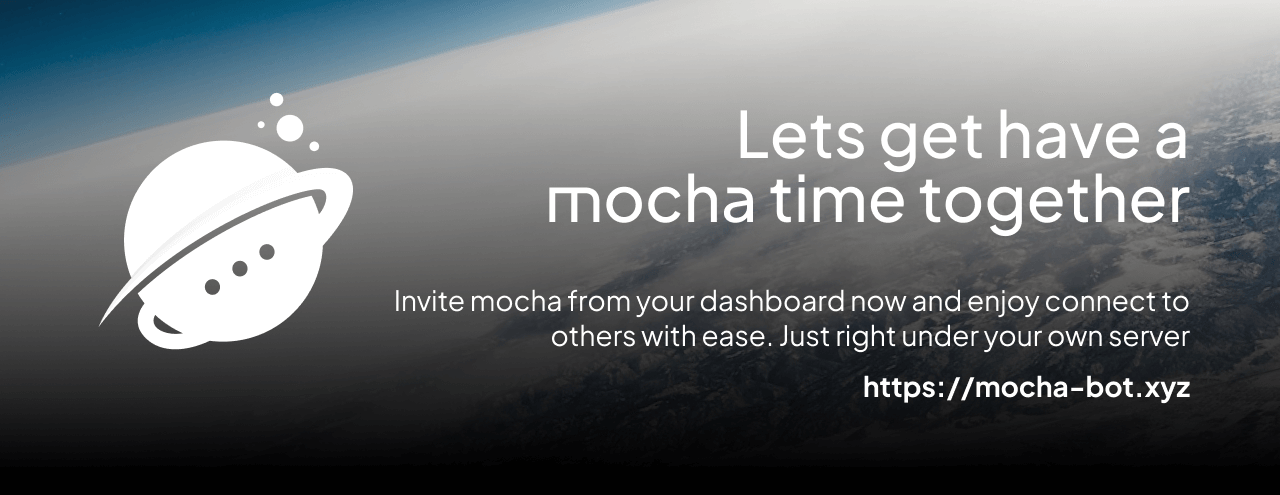 Lets get have a
mocha time together
Invite mocha from your dashboard now and enjoy connect to
others with ease. Just right under your own server
https://mocha-bot.xyz